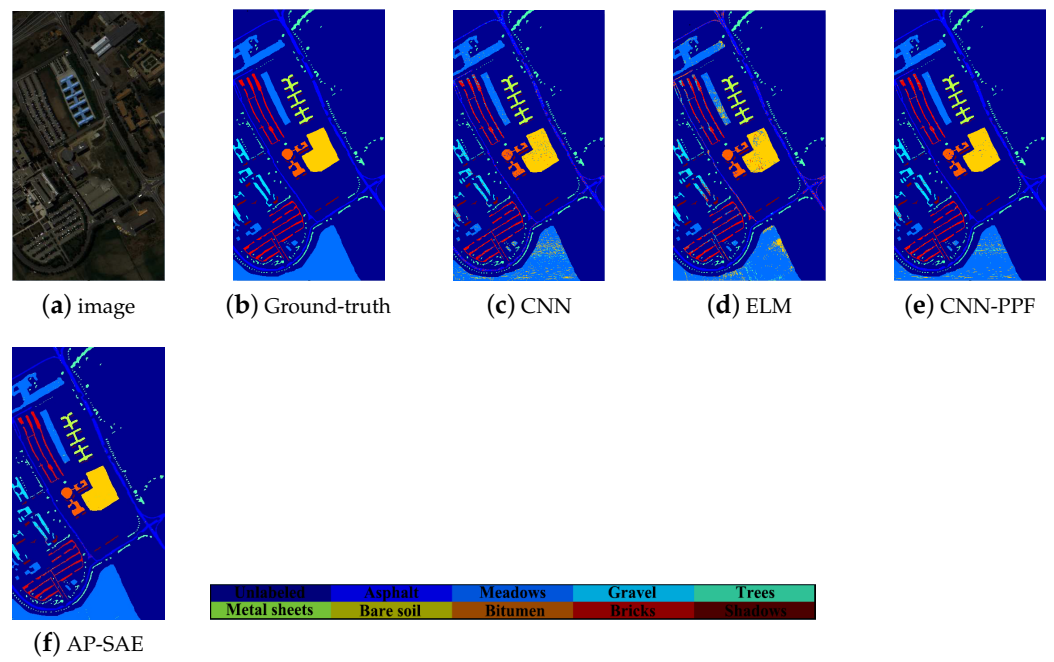 (a) image
(b) Ground-truth
(c) CNN
(d) ELM
(e) CNN-PPF
(f) AP-SAE
Unlabeled Asphalt Meadows Gravel Trees
Metal sheets Bare soil Bitumen Bricks Shadows